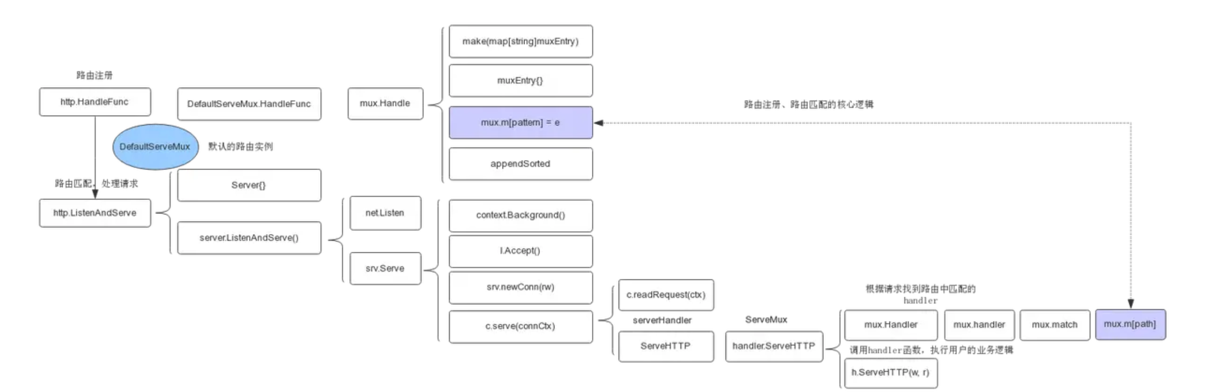 make(map[string]muxEntry)
路由注册
muxEntry{}
http.HandleFunc
DefaultServeMux.HandleFunc
mux.Handle
路由注册、路由匹配的核心逻辑
mux.m[pattern] = e
DefaultServeMux
默认的路由实例
appendSorted
路由匹配、处理请求
Server{}
http.ListenAndServe
net.Listen
context.Background()
server.ListenAndServe()
l.Accept()
srv.Serve
srv.newConn(rw)
c.readRequest(ctx)
根据请求找到路由中匹配的
handler
c.serve(connCtx)
serverHandler
ServeMux
mux.Handler
mux.handler
mux.match
mux.m[path]
ServeHTTP
handler.ServeHTTP
调用handler函数，执行用户的业务逻辑
h.ServeHTTP(w, r)